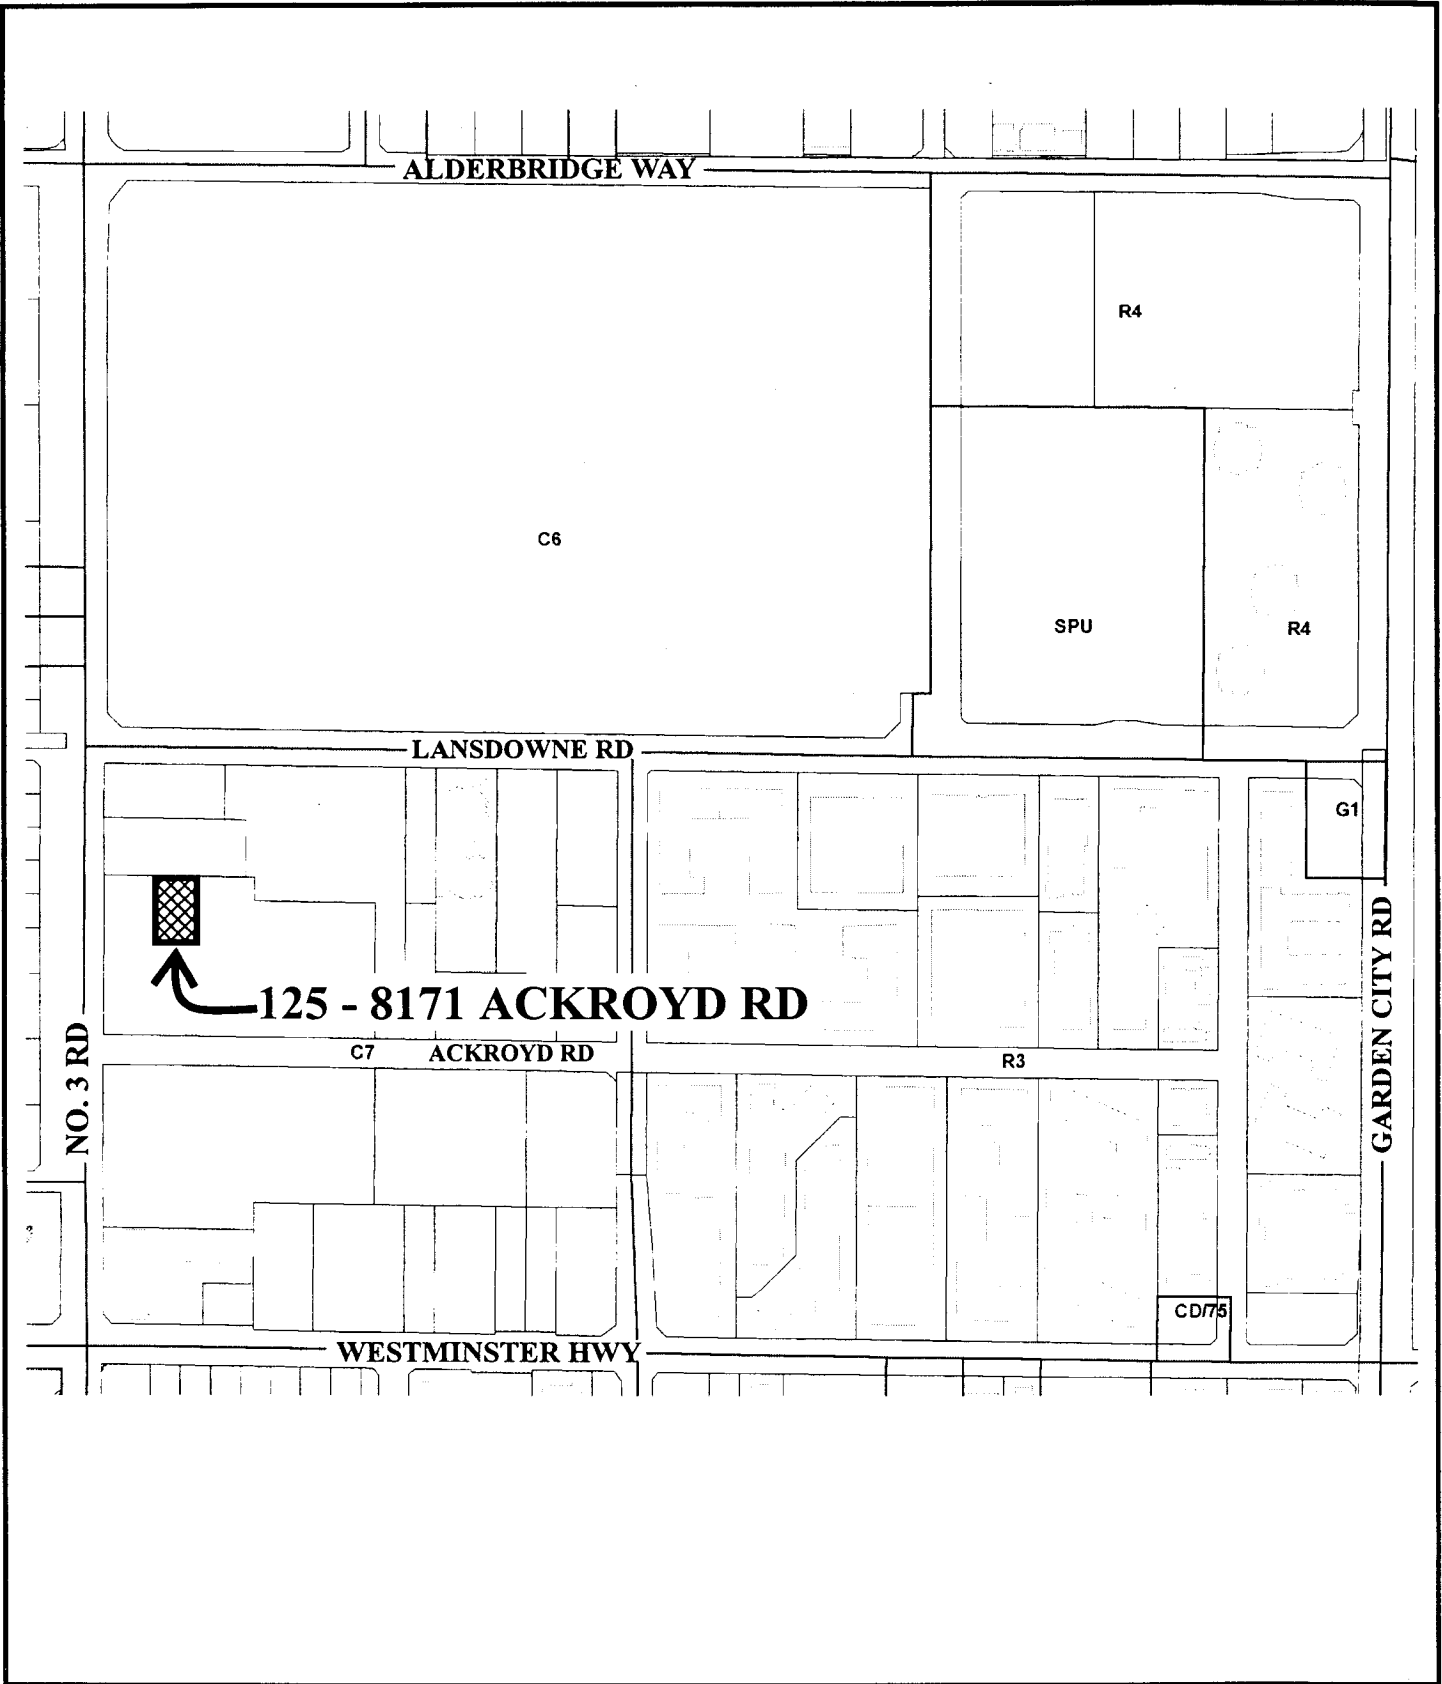 ALDERBRIDGE WAY
R4
C6
SPU
R4
LANSDOWNE RD
G1
125 - 8171 ACKROYD RD
NO. 3 RD
GARDEN CITY RD
C7
ACKROYD RD
R3
CD/75
WESTMINSTER HWY